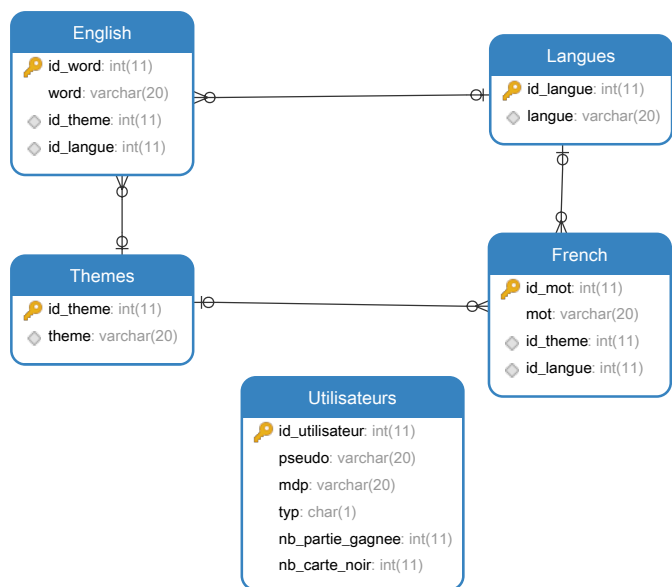 English
id_word: int(11)
word: varchar(20)
id_theme: int(11)
id_langue: int(11)
Langues
id_langue: int(11)
langue: varchar(20)
Themes
id_theme: int(11)
theme: varchar(20)
French
id_mot: int(11)
mot: varchar(20)
id_theme: int(11)
id_langue: int(11)
Utilisateurs
id_utilisateur: int(11)
pseudo: varchar(20)
mdp: varchar(20)
typ: char(1)
nb_partie_gagnee: int(11)
nb_carte_noir: int(11)